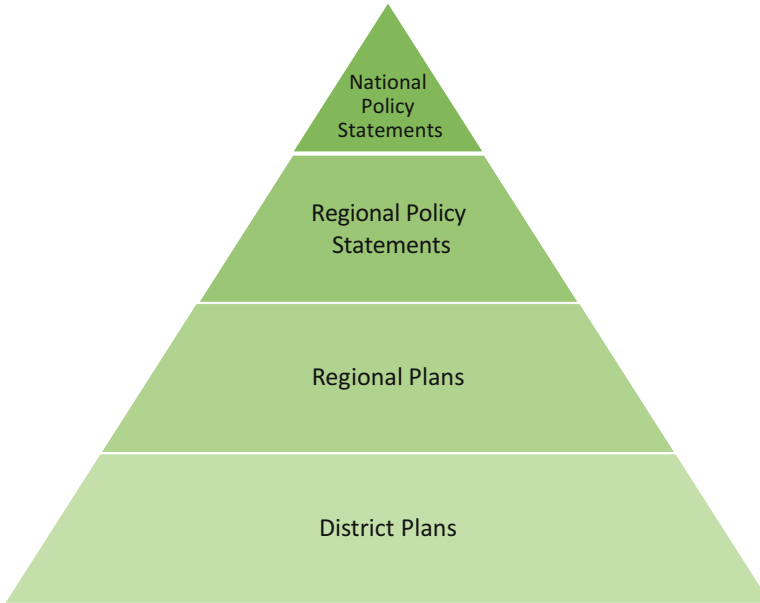 National
Policy
Statements
Regional Policy
Statements
Regional Plans
District Plans